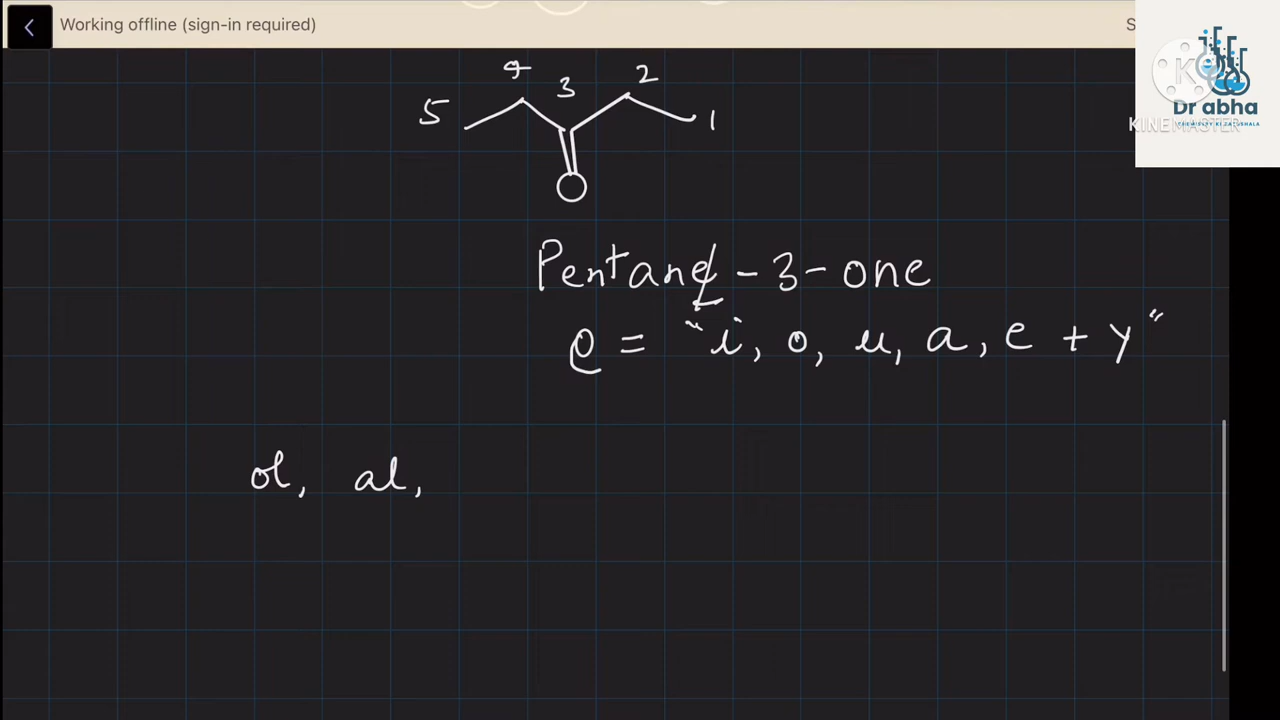 Working offline (sign-in required)
S
K
Dr abha
KINEMASTER
4 3 2
5 1
O
Pentane - 3 - one
e = "i, o, u, a, e + y"
ol, al,